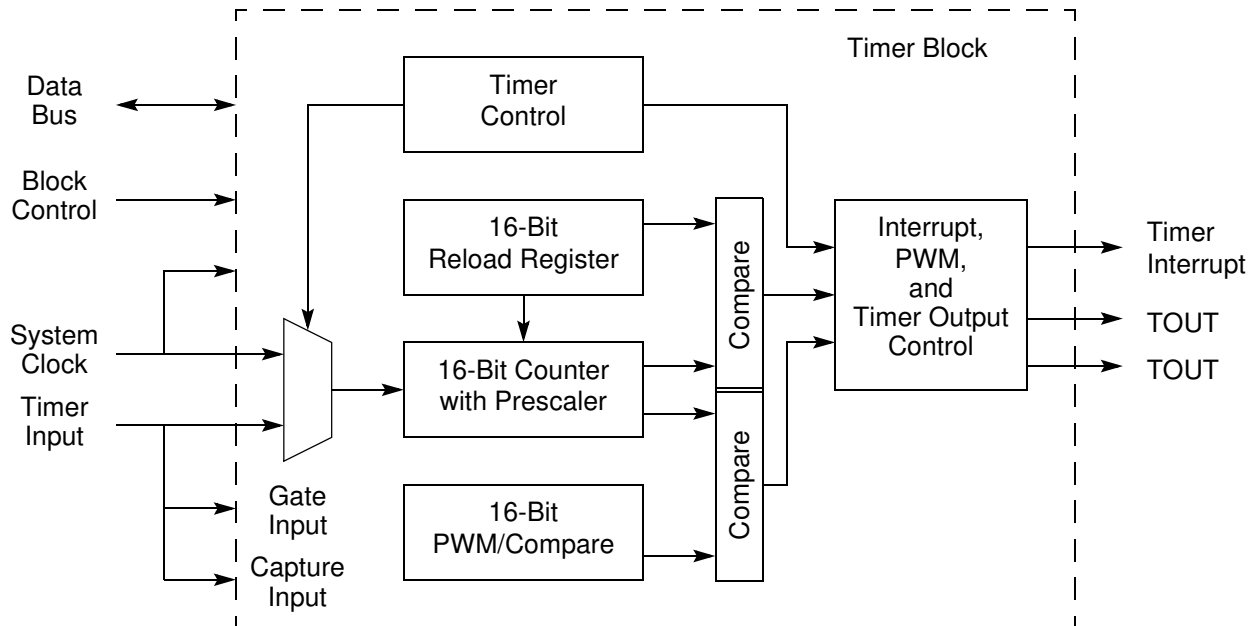 Timer Block
Data
Bus
Timer
Control
Block
Control
16-Bit
Reload Register
Compare
Interrupt,
PWM,
and
Timer Output
Control
Timer
Interrupt
TOUT
TOUT
System
Clock
16-Bit Counter
with Prescaler
Timer
Input
Compare
Gate
Input
16-Bit
PWM/Compare
Capture
Input